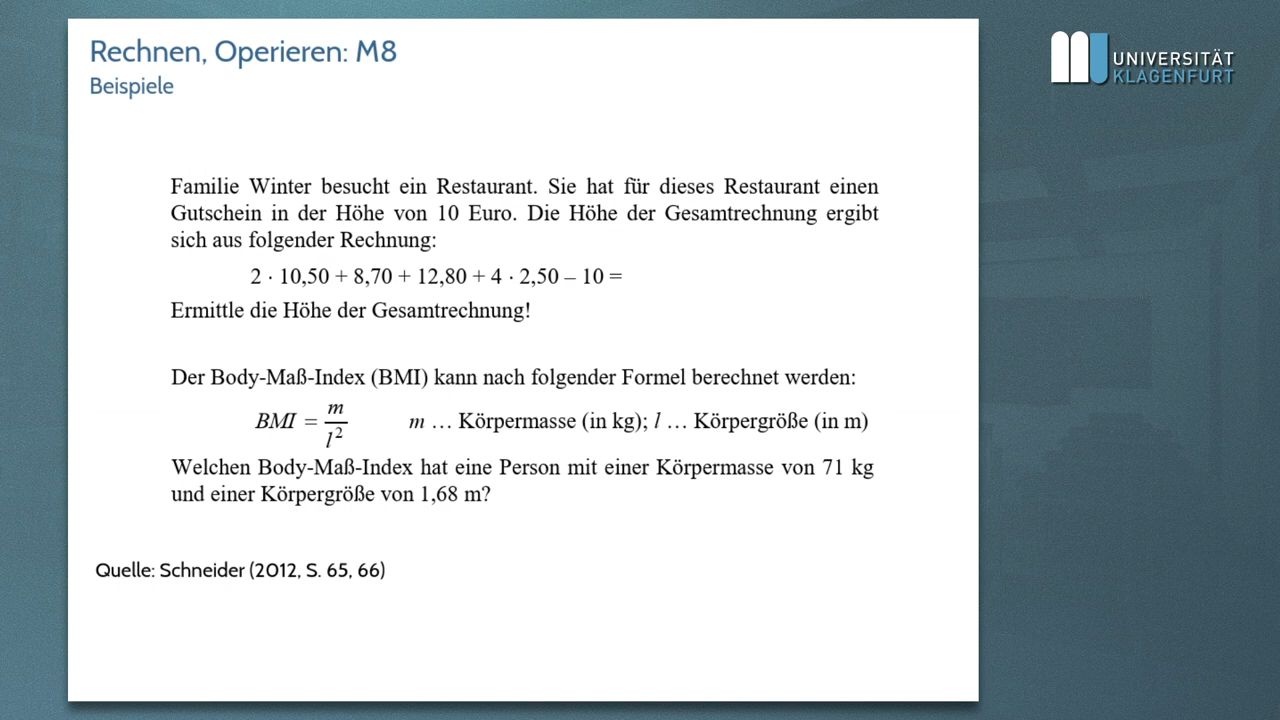 Rechnen, Operieren: M8
Beispiele
UNIVERSITÄT
KLAGENFURT
Familie Winter besucht ein Restaurant. Sie hat für dieses Restaurant einen
Gutschein in der Höhe von 10 Euro. Die Höhe der Gesamtrechnung ergibt
sich aus folgender Rechnung:
2 · 10,50 + 8,70 + 12,80 + 4 · 2,50 – 10 =
Ermittle die Höhe der Gesamtrechnung!
Der Body-Maß-Index (BMI) kann nach folgender Formel berechnet werden:
BMI = m/l² m … Körpermasse (in kg); l … Körpergröße (in m)
Welchen Body-Maß-Index hat eine Person mit einer Körpermasse von 71 kg
und einer Körpergröße von 1,68 m?
Quelle: Schneider (2012, S. 65, 66)